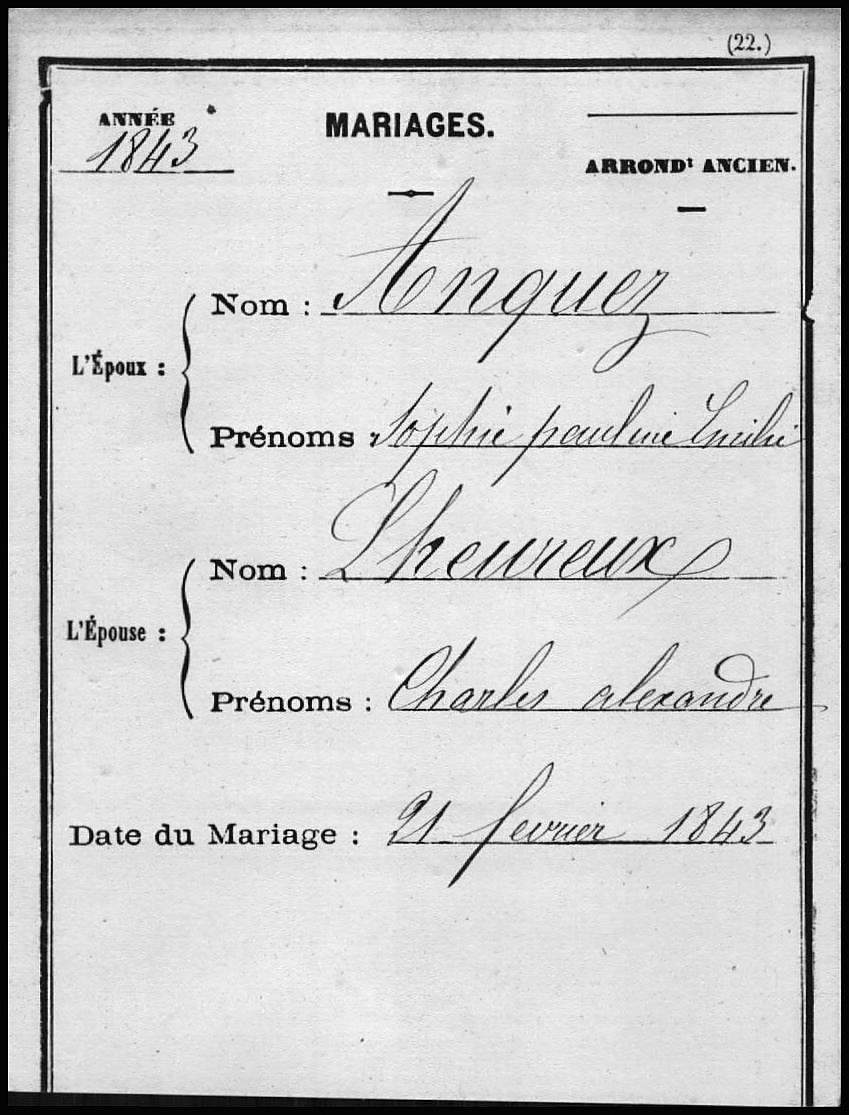 (22.)
ANNÉE
1843
MARIAGES.
ARRONDᵗ ANCIEN.
L'Époux :
Nom : Anquez
Prénoms : Sophie pauline Emilie
L'Épouse :
Nom : Lheureux
Prénoms : Charles alexandre
Date du Mariage : 21 fevrier 1843